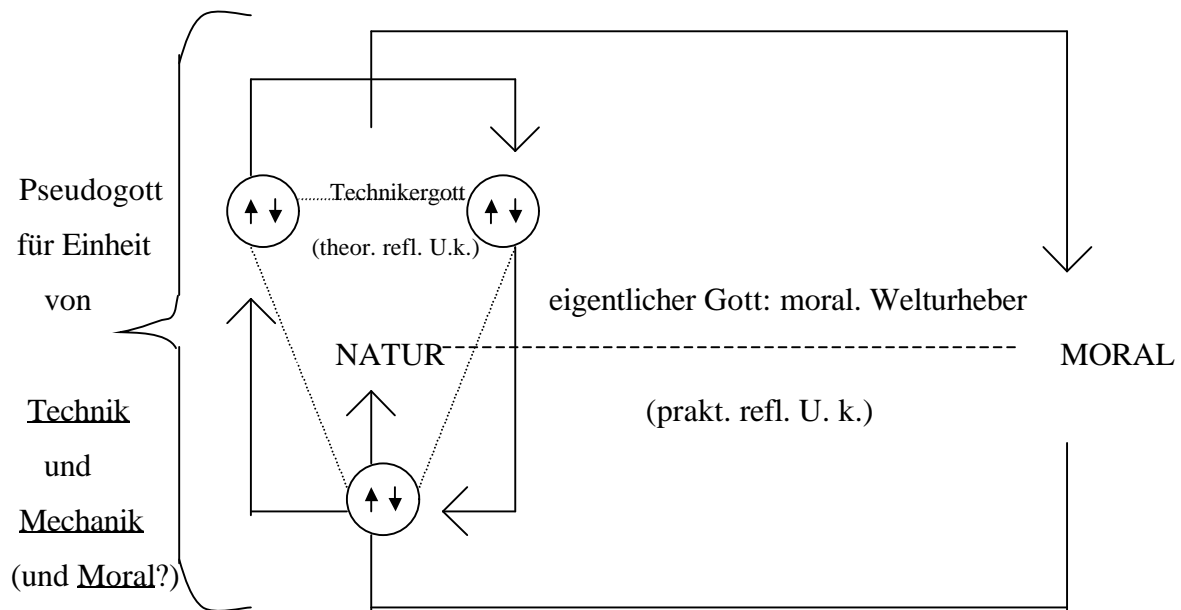 Pseudogott
für Einheit
von
Technik
und
Mechanik
(und Moral?)
Technikergott
(theor. refl. U.k.)
eigentlicher Gott: moral. Welturheber
NATUR
MORAL
(prakt. refl. U. k.)